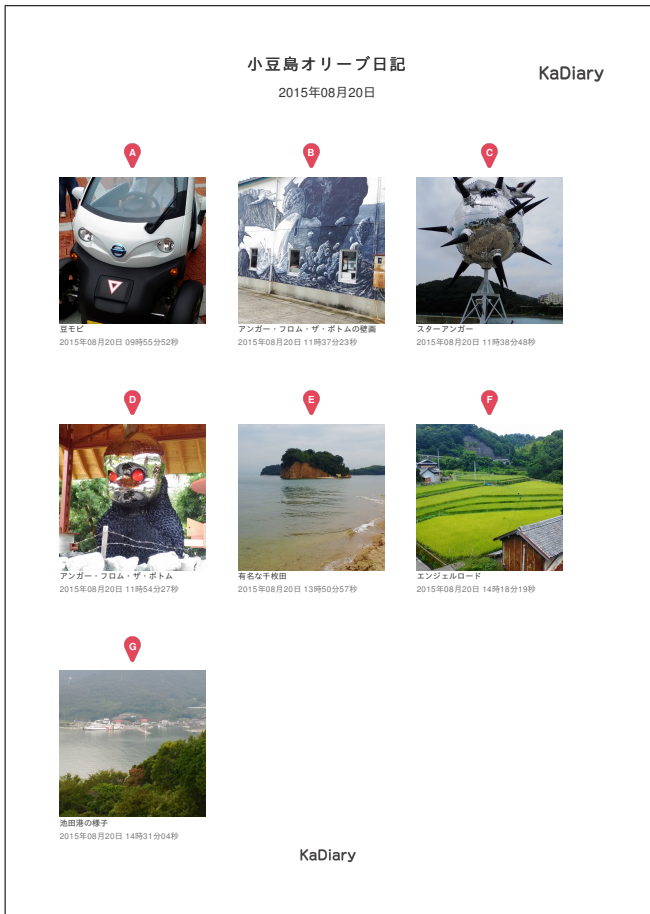 小豆島オリーブ日記
KaDiary
2015年08月20日
A
B
C
豆モビ
アンガー・フロム・ザ・ボトムの壁画
スターアンガー
2015年08月20日 09時55分52秒
2015年08月20日 11時37分23秒
2015年08月20日 11時38分48秒
D
E
F
アンガー・フロム・ザ・ボトム
有名な千枚田
エンジェルロード
2015年08月20日 11時54分27秒
2015年08月20日 13時50分57秒
2015年08月20日 14時18分19秒
G
池田港の様子
2015年08月20日 14時31分04秒
KaDiary